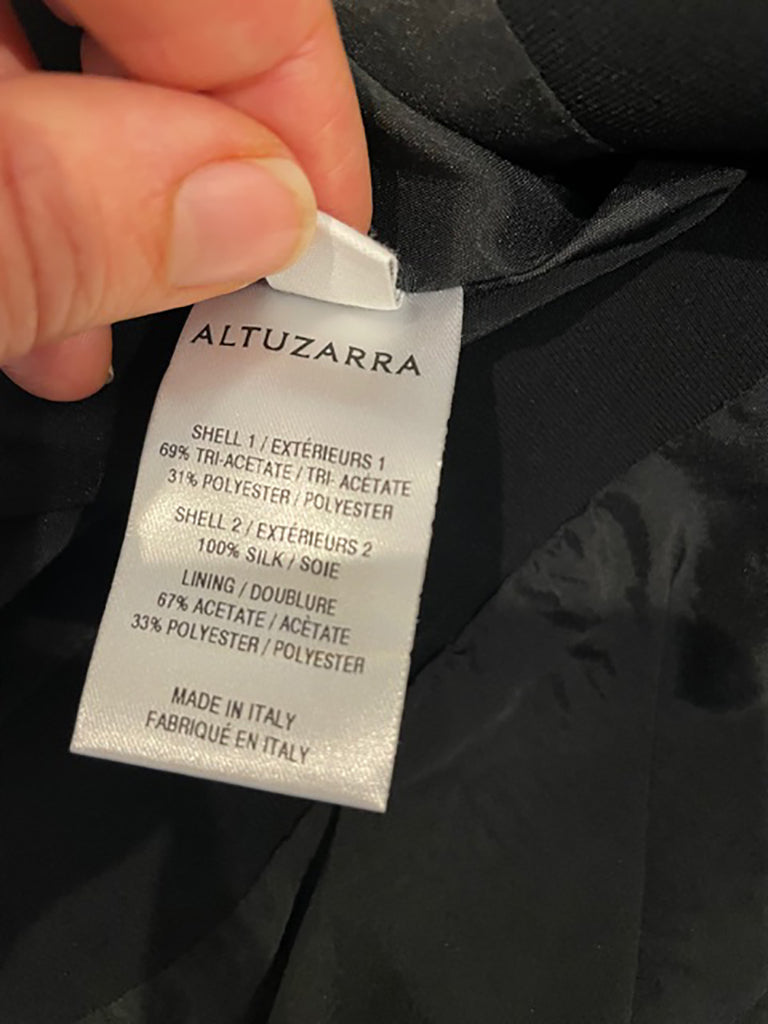 ALTUZARRA
SHELL 1 / EXTÉRIEURS 1
69% TRI-ACETATE / TRI- ACÉTATE
31% POLYESTER / POLYESTER
SHELL 2 / EXTÉRIEURS 2
100% SILK / SOIE
LINING / DOUBLURE
67% ACETATE / ACÈTATE
33% POLYESTER / POLYESTER
MADE IN ITALY
FABRIQUÉ EN ITALY